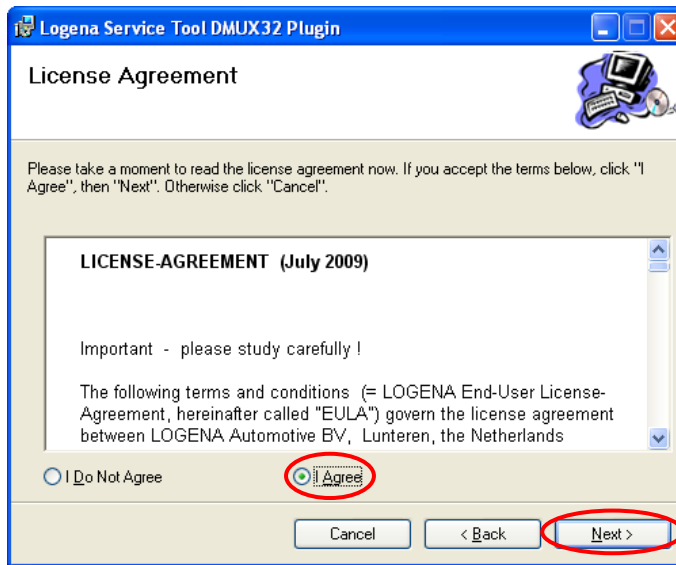 Logena Service Tool DMUX32 Plugin
License Agreement
Please take a moment to read the license agreement now. If you accept the terms below, click "I
Agree", then "Next". Otherwise click "Cancel".
LICENSE-AGREEMENT (July 2009)
Important - please study carefully !
The following terms and conditions (= LOGENA End-User License-
Agreement, hereinafter called "EULA") govern the license agreement
between LOGENA Automotive BV, Lunteren, the Netherlands
I Do Not Agree
I Agree
Cancel
< Back
Next >